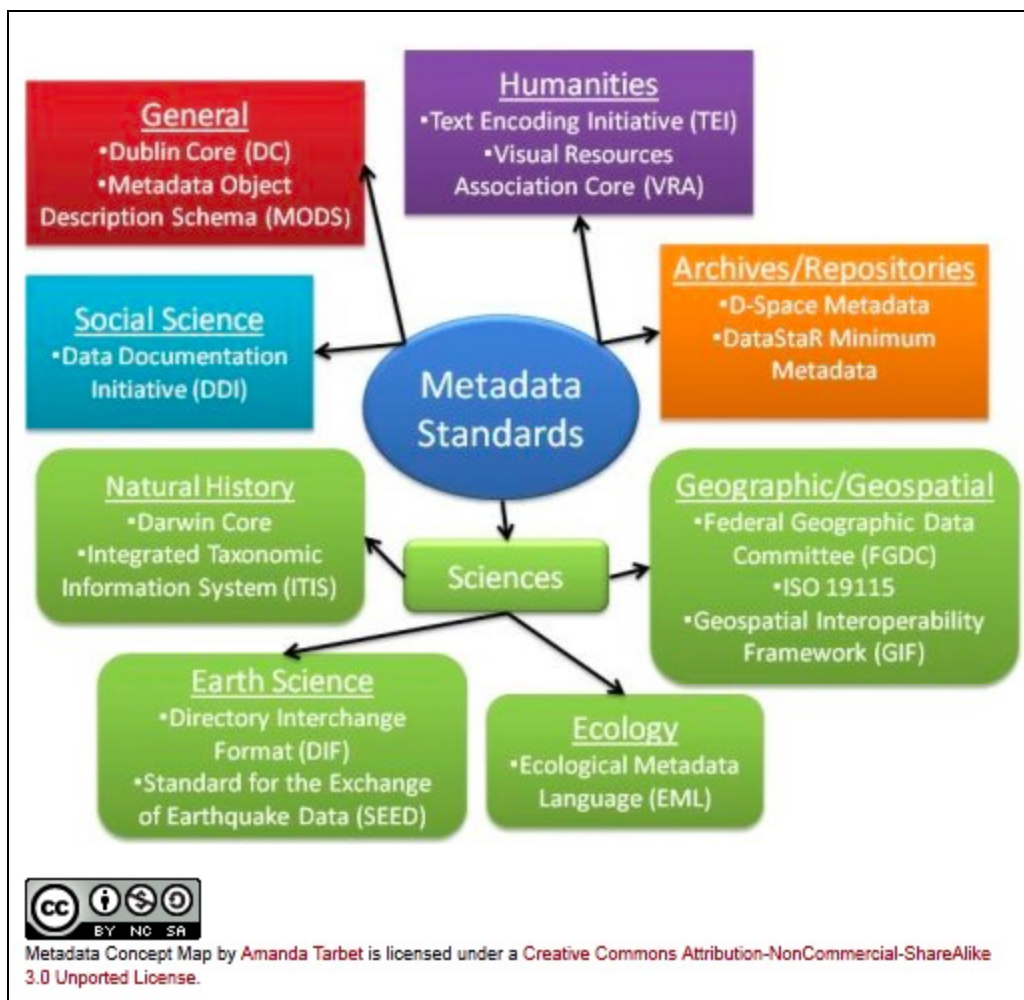 General
•Dublin Core (DC)
•Metadata Object
Description Schema (MODS)
Humanities
•Text Encoding Initiative (TEI)
•Visual Resources
Association Core (VRA)
Social Science
•Data Documentation
Initiative (DDI)
Archives/Repositories
•D-Space Metadata
•DataStaR Minimum
Metadata
Metadata
Standards
Natural History
•Darwin Core
•Integrated Taxonomic
Information System (ITIS)
Sciences
Geographic/Geospatial
•Federal Geographic Data
Committee (FGDC)
•ISO 19115
•Geospatial Interoperability
Framework (GIF)
Earth Science
•Directory Interchange
Format (DIF)
•Standard for the Exchange
of Earthquake Data (SEED)
Ecology
•Ecological Metadata
Language (EML)
cc
BY NC SA
Metadata Concept Map by Amanda Tarbet is licensed under a Creative Commons Attribution-NonCommercial-ShareAlike
3.0 Unported License.